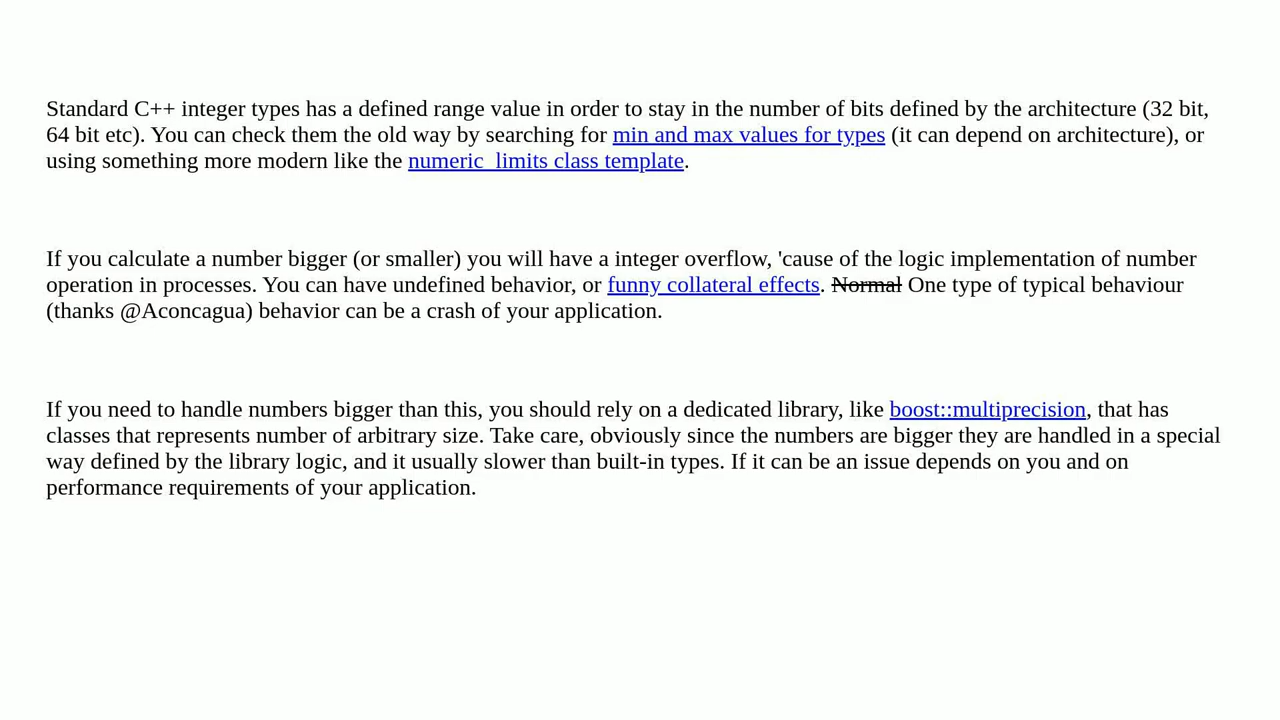 Standard C++ integer types has a defined range value in order to stay in the number of bits defined by the architecture (32 bit,
64 bit etc). You can check them the old way by searching for min and max values for types (it can depend on architecture), or
using something more modern like the numeric_limits class template.
If you calculate a number bigger (or smaller) you will have a integer overflow, 'cause of the logic implementation of number
operation in processes. You can have undefined behavior, or funny collateral effects. Normal One type of typical behaviour
(thanks @Aconcagua) behavior can be a crash of your application.
If you need to handle numbers bigger than this, you should rely on a dedicated library, like boost::multiprecision, that has
classes that represents number of arbitrary size. Take care, obviously since the numbers are bigger they are handled in a special
way defined by the library logic, and it usually slower than built-in types. If it can be an issue depends on you and on
performance requirements of your application.